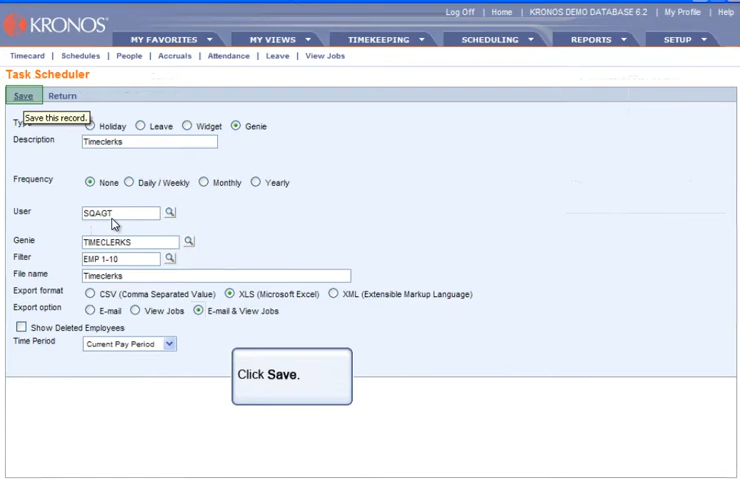 Log Off | Home | KRONOS DEMO DATABASE 6.2 | My Profile | Help
KRONOS®
MY FAVORITES MY VIEWS TIMEKEEPING SCHEDULING REPORTS SETUP
Timecard | Schedules | People | Accruals | Attendance | Leave | View Jobs
Task Scheduler
Save Return
Save this record.
Holiday Leave Widget Genie
Description Timeclerks
Frequency None Daily / Weekly Monthly Yearly
User SQAGT
Genie TIMECLERKS
Filter EMP 1-10
File name Timeclerks
Export format CSV (Comma Separated Value) XLS (Microsoft Excel) XML (Extensible Markup Language)
Export option E-mail View Jobs E-mail & View Jobs
Show Deleted Employees
Time Period Current Pay Period
Click Save.